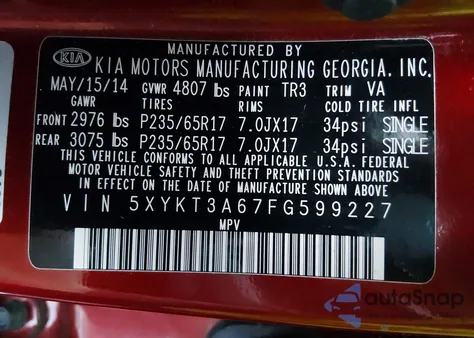 MANUFACTURED BY
KIA KIA MOTORS MANUFACTURING GEORGIA, INC.
MAY/15/14 GVWR 4807 lbs PAINT TR3 TRIM VA
GAWR TIRES RIMS COLD TIRE INFL
FRONT 2976 lbs P235/65R17 7.0JX17 34psi SINGLE
REAR 3075 lbs P235/65R17 7.0JX17 34psi SINGLE
THIS VEHICLE CONFORMS TO ALL APPLICABLE U.S.A. FEDERAL
MOTOR VEHICLE SAFETY AND THEFT PREVENTION STANDARDS
IN EFFECT ON THE DATE OF MANUFACTURE SHOWN ABOVE.
VIN 5XYKT3A67FG599227
MPV
autoSnap